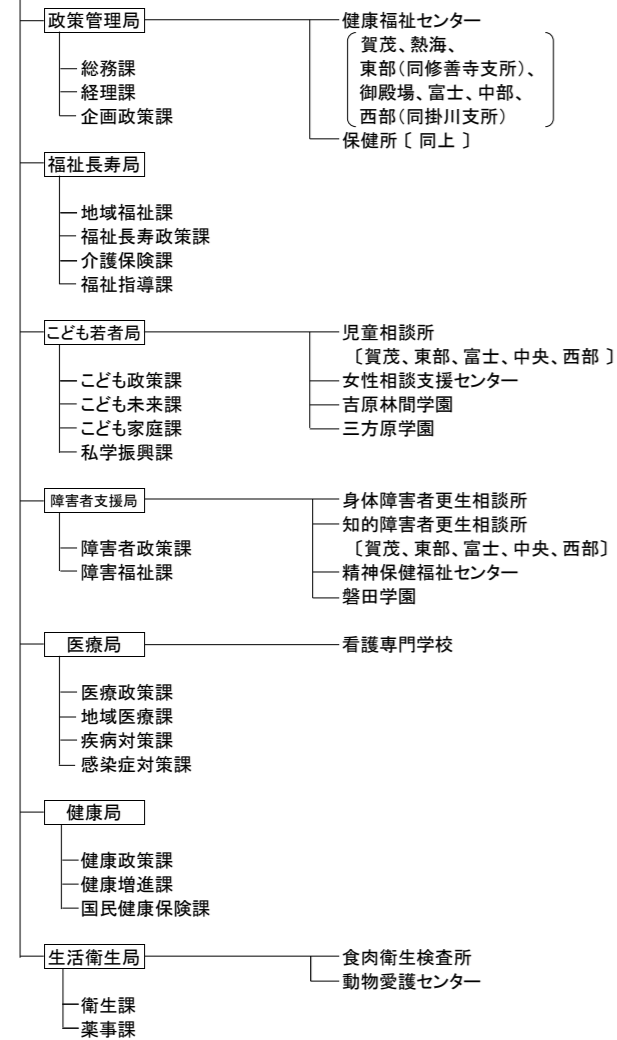 政策管理局
総務課
経理課
企画政策課
健康福祉センター
賀茂、熱海、
東部(同修善寺支所)、
御殿場、富士、中部、
西部(同掛川支所)
保健所〔 同上 〕
福祉長寿局
地域福祉課
福祉長寿政策課
介護保険課
福祉指導課
こども若者局
こども政策課
こども未来課
こども家庭課
私学振興課
児童相談所
〔賀茂、東部、富士、中央、西部 〕
女性相談支援センター
吉原林間学園
三方原学園
障害者支援局
障害者政策課
障害福祉課
身体障害者更生相談所
知的障害者更生相談所
〔賀茂、東部、富士、中央、西部〕
精神保健福祉センター
磐田学園
医療局
医療政策課
地域医療課
疾病対策課
感染症対策課
看護専門学校
健康局
健康政策課
健康増進課
国民健康保険課
生活衛生局
衛生課
薬事課
食肉衛生検査所
動物愛護センター